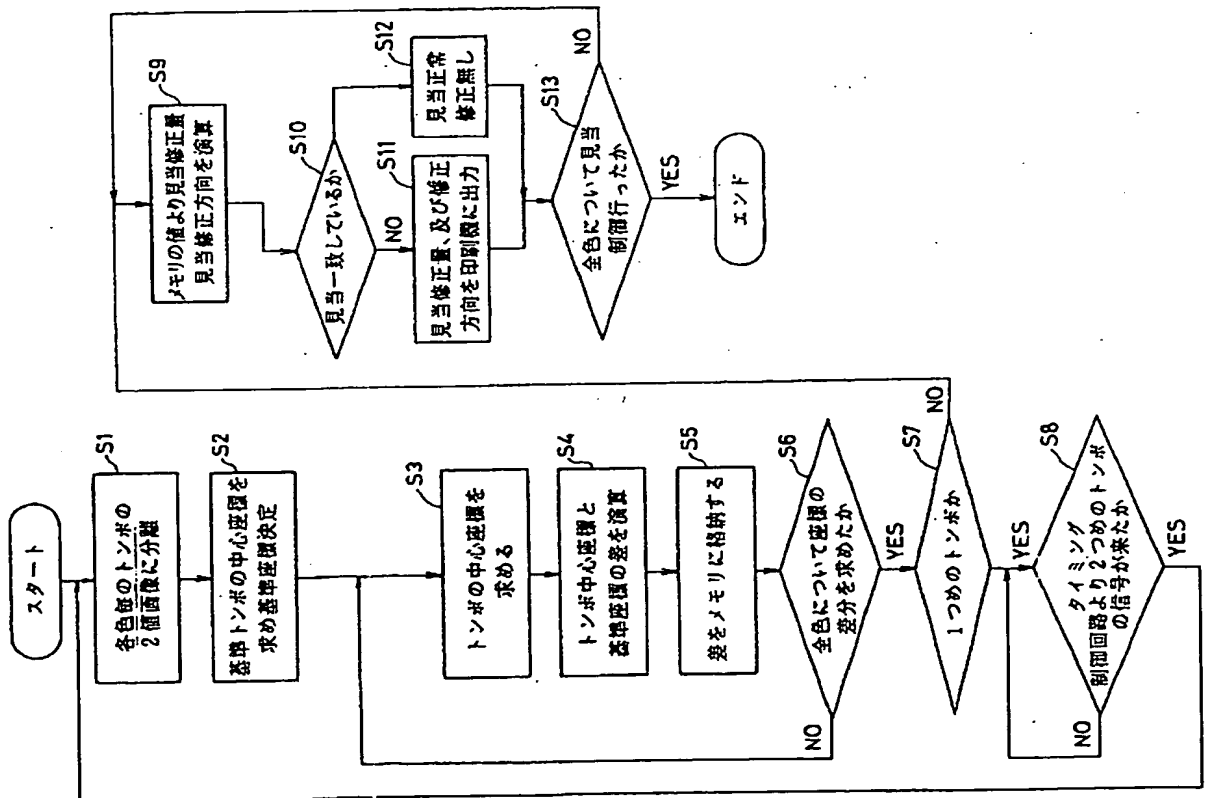 スタート
S1
各色毎のトンボの
2値画像に分離
S2
基準トンボの中心座標を
求め基準座標決定
S3
トンボの中心座標を
求める
S4
トンボ中心座標と
基準座標の差を演算
S5
差をメモリに格納する
S6
全色について座標の
差分を求めたか
NO
YES
S7
1つめのトンボか
NO
YES
S8
タイミング
制御回路より2つめのトンボ
の信号が来たか
NO
YES
S9
メモリの値より見当修正量
見当修正方向を演算
S10
見当一致しているか
NO
S11
見当修正量、及び修正
方向を印刷機に出力
S12
見当正常
修正無し
S13
全色について見当
制御行ったか
NO
YES
エンド